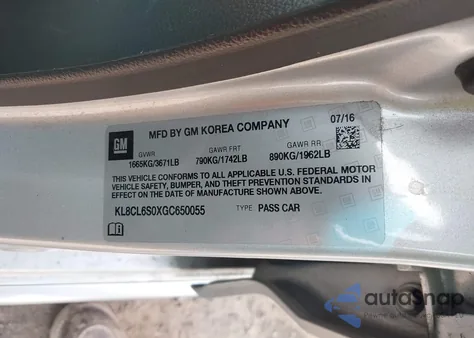 MFD BY GM KOREA COMPANY
07/16
GM
GVWR GAWR FRT GAWR RR
1665KG/3671LB 790KG/1742LB 890KG/1962LB
THIS VEHICLE CONFORMS TO ALL APPLICABLE U.S. FEDERAL MOTOR
VEHICLE SAFETY, BUMPER, AND THEFT PREVENTION STANDARDS IN
EFFECT ON THE DATE OF MANUFACTURE SHOWN ABOVE.
KL8CL6S0XGC650055 TYPE: PASS CAR
autoSnap